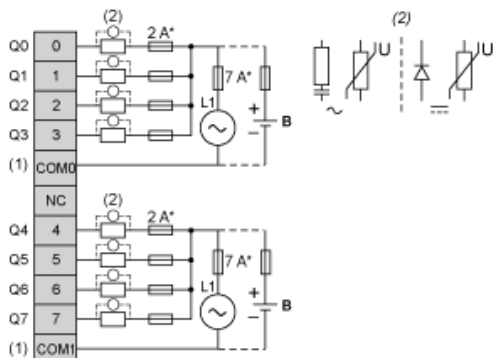 (2) (2)
Q0 0 2 A*
Q1 1 7 A*
Q2 2 L1 +
Q3 3 ~ − B
(1) COM0
NC
(2)
Q4 4 2 A*
Q5 5 7 A*
Q6 6 L1 +
Q7 7 ~ − B
(1) COM1
U U
~